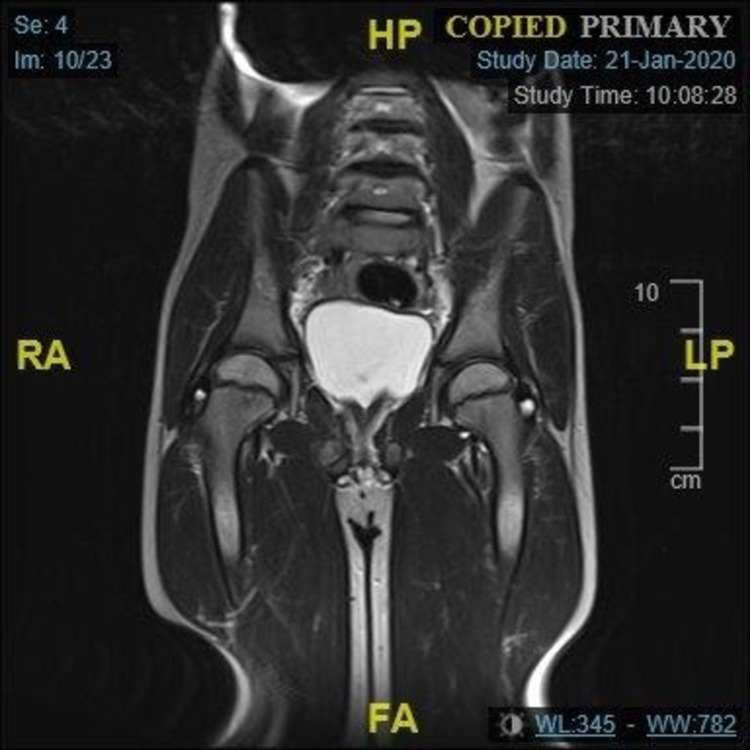 Se: 4
Im: 10/23
HP
COPIED PRIMARY
Study Date: 21-Jan-2020
Study Time: 10:08:28
10
RA
LP
cm
FA
WL:345 - WW:782